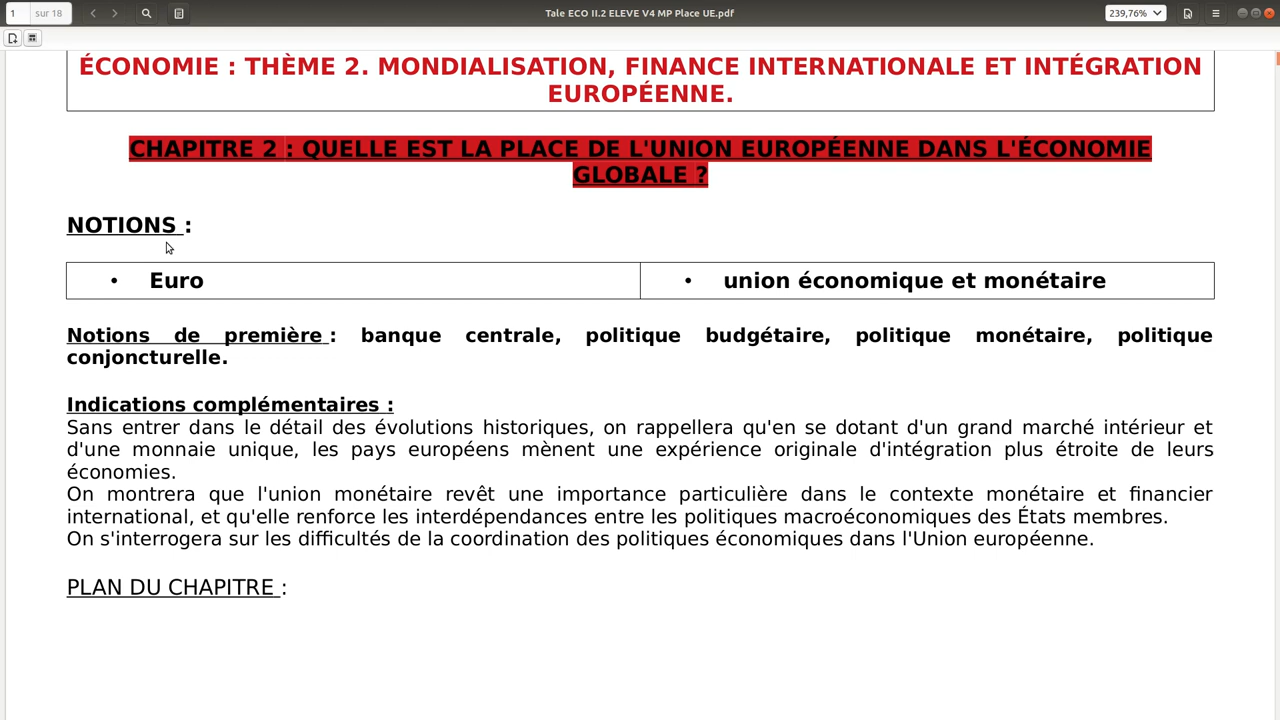 1 sur 18
Tale ECO II.2 ELEVE V4 MP Place UE.pdf
239,76%
ÉCONOMIE : THÈME 2. MONDIALISATION, FINANCE INTERNATIONALE ET INTÉGRATION
EUROPÉENNE.
CHAPITRE 2 : QUELLE EST LA PLACE DE L'UNION EUROPÉENNE DANS L'ÉCONOMIE
GLOBALE ?
NOTIONS :
• Euro
• union économique et monétaire
Notions de première : banque centrale, politique budgétaire, politique monétaire, politique
conjoncturelle.
Indications complémentaires :
Sans entrer dans le détail des évolutions historiques, on rappellera qu'en se dotant d'un grand marché intérieur et
d'une monnaie unique, les pays européens mènent une expérience originale d'intégration plus étroite de leurs
économies.
On montrera que l'union monétaire revêt une importance particulière dans le contexte monétaire et financier
international, et qu'elle renforce les interdépendances entre les politiques macroéconomiques des États membres.
On s'interrogera sur les difficultés de la coordination des politiques économiques dans l'Union européenne.
PLAN DU CHAPITRE :